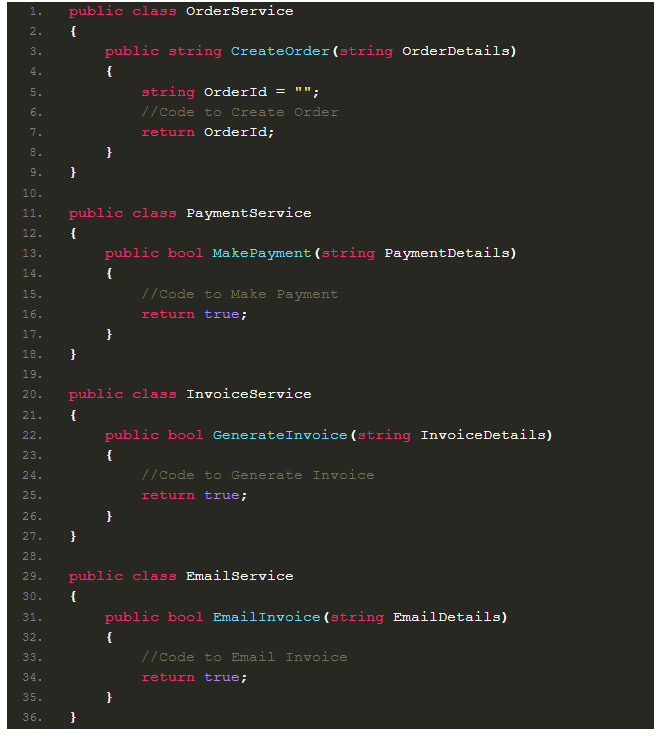 1. public class OrderService
2. {
3.     public string CreateOrder(string OrderDetails)
4.     {
5.         string OrderId = "";
6.         //Code to Create Order
7.         return OrderId;
8.     }
9. }
10.
11. public class PaymentService
12. {
13.     public bool MakePayment(string PaymentDetails)
14.     {
15.         //Code to Make Payment
16.         return true;
17.     }
18. }
19.
20. public class InvoiceService
21. {
22.     public bool GenerateInvoice(string InvoiceDetails)
23.     {
24.         //Code to Generate Invoice
25.         return true;
26.     }
27. }
28.
29. public class EmailService
30. {
31.     public bool EmailInvoice(string EmailDetails)
32.     {
33.         //Code to Email Invoice
34.         return true;
35.     }
36. }